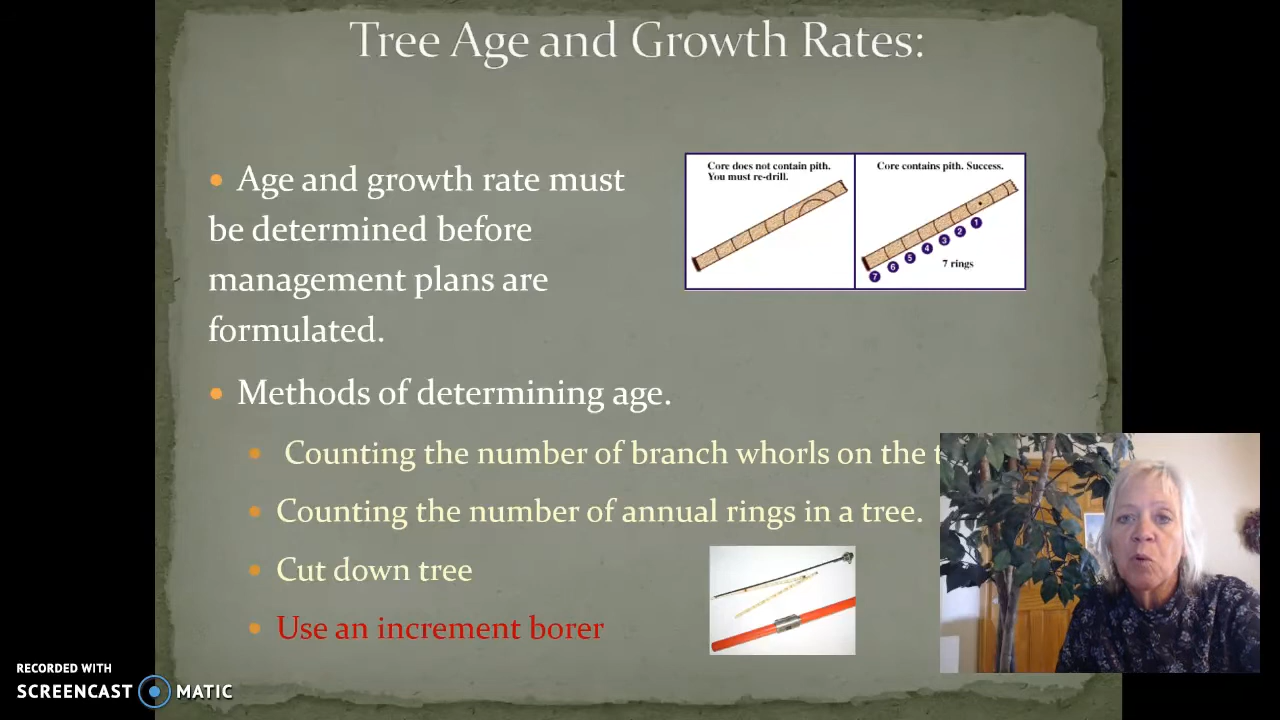 Tree Age and Growth Rates:
• Age and growth rate must
be determined before
management plans are
formulated.
Core does not contain pith.
You must re-drill.
Core contains pith. Success.
1
2
3
4
5
6
7
7 rings
• Methods of determining age.
• Counting the number of branch whorls on the
• Counting the number of annual rings in a tree.
• Cut down tree
• Use an increment borer
RECORDED WITH
SCREENCAST MATIC